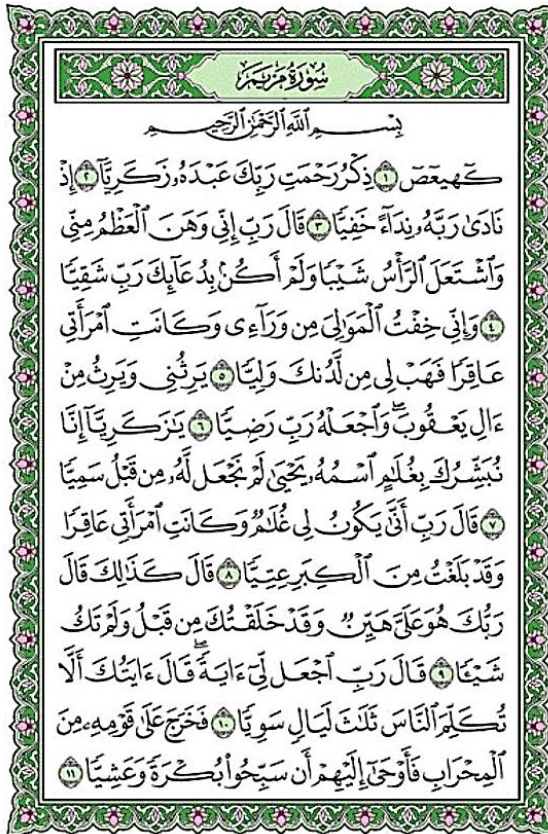 سُورَةُ مَرْيَمَ
بِسْمِ ٱللَّهِ ٱلرَّحْمَٰنِ ٱلرَّحِيمِ
كٓهيعٓصٓ ١ ذِكْرُ رَحْمَتِ رَبِّكَ عَبْدَهُۥ زَكَرِيَّآ ٢ إِذْ
نَادَىٰ رَبَّهُۥ نِدَآءً خَفِيًّا ٣ قَالَ رَبِّ إِنِّى وَهَنَ ٱلْعَظْمُ مِنِّى
وَٱشْتَعَلَ ٱلرَّأْسُ شَيْبًا وَلَمْ أَكُنۢ بِدُعَآئِكَ رَبِّ شَقِيًّا
٤ وَإِنِّى خِفْتُ ٱلْمَوَٰلِىَ مِن وَرَآءِى وَكَانَتِ ٱمْرَأَتِى
عَاقِرًا فَهَبْ لِى مِن لَّدُنكَ وَلِيًّا ٥ يَرِثُنِى وَيَرِثُ مِنْ
ءَالِ يَعْقُوبَ ۖ وَٱجْعَلْهُ رَبِّ رَضِيًّا ٦ يَٰزَكَرِيَّآ إِنَّا
نُبَشِّرُكَ بِغُلَٰمٍ ٱسْمُهُۥ يَحْيَىٰ لَمْ نَجْعَل لَّهُۥ مِن قَبْلُ سَمِيًّا
٧ قَالَ رَبِّ أَنَّىٰ يَكُونُ لِى غُلَٰمٌ وَكَانَتِ ٱمْرَأَتِى عَاقِرًا
وَقَدْ بَلَغْتُ مِنَ ٱلْكِبَرِ عِتِيًّا ٨ قَالَ كَذَٰلِكَ قَالَ
رَبُّكَ هُوَ عَلَىَّ هَيِّنٌ وَقَدْ خَلَقْتُكَ مِن قَبْلُ وَلَمْ تَكُ
شَيْـًٔا ٩ قَالَ رَبِّ ٱجْعَل لِّىٓ ءَايَةً ۚ قَالَ ءَايَتُكَ أَلَّا
تُكَلِّمَ ٱلنَّاسَ ثَلَٰثَ لَيَالٍ سَوِيًّا ١٠ فَخَرَجَ عَلَىٰ قَوْمِهِۦ مِنَ
ٱلْمِحْرَابِ فَأَوْحَىٰٓ إِلَيْهِمْ أَن سَبِّحُوا۟ بُكْرَةً وَعَشِيًّا ١١